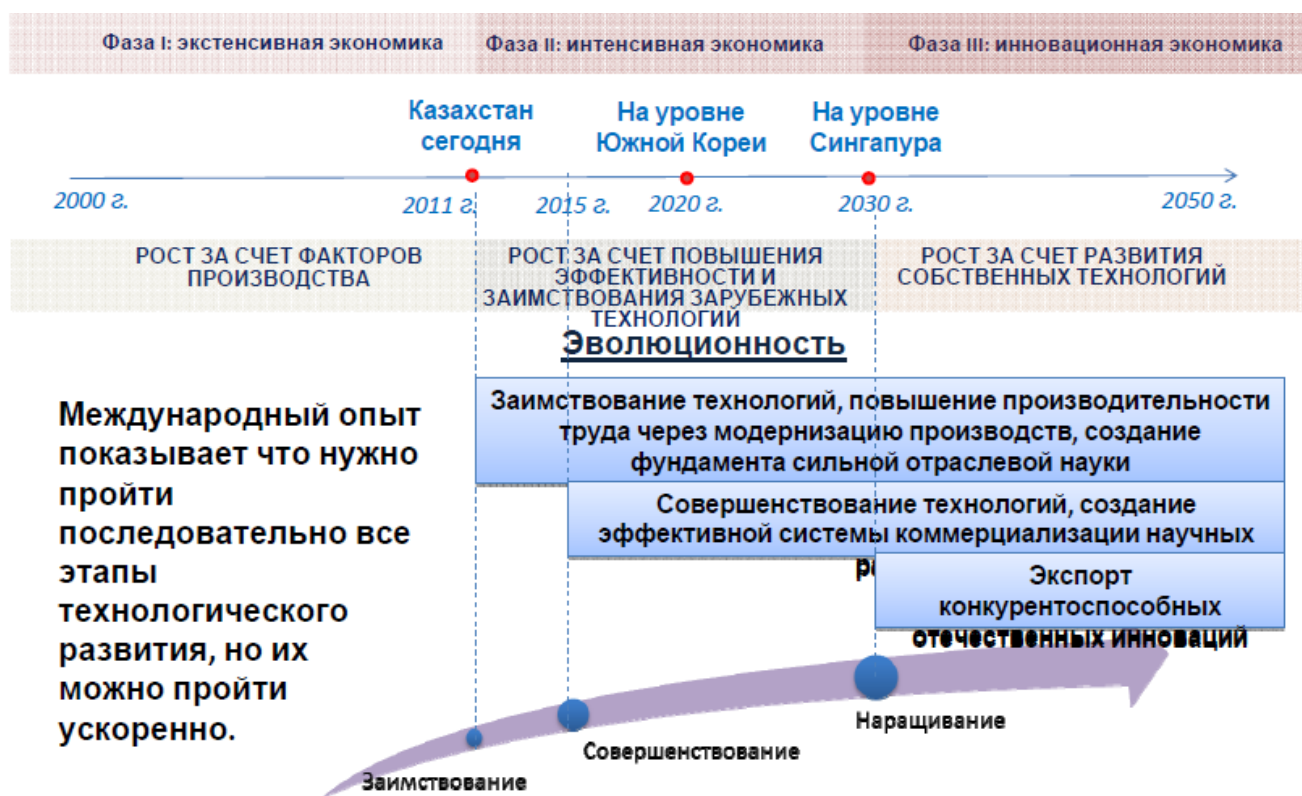 Фаза I: экстенсивная экономика
Фаза II: интенсивная экономика
Фаза III: инновационная экономика
Казахстан
сегодня
На уровне
Южной Кореи
На уровне
Сингапура
2000 г.
2011 г.
2015 г.
2020 г.
2030 г.
2050 г.
РОСТ ЗА СЧЕТ ФАКТОРОВ
ПРОИЗВОДСТВА
РОСТ ЗА СЧЕТ ПОВЫШЕНИЯ
ЭФФЕКТИВНОСТИ И
ЗАИМСТВОВАНИЯ ЗАРУБЕЖНЫХ
ТЕХНОЛОГИЙ
РОСТ ЗА СЧЕТ РАЗВИТИЯ
СОБСТВЕННЫХ ТЕХНОЛОГИЙ
Эволюционность
Международный опыт
показывает что нужно
пройти
последовательно все
этапы
технологического
развития, но их
можно пройти
ускоренно.
Заимствование технологий, повышение производительности
труда через модернизацию производств, создание
фундамента сильной отраслевой науки
Совершенствование технологий, создание
эффективной системы коммерциализации научных
Экспорт
конкурентоспособных
отечественных инноваций
Заимствование
Совершенствование
Наращивание